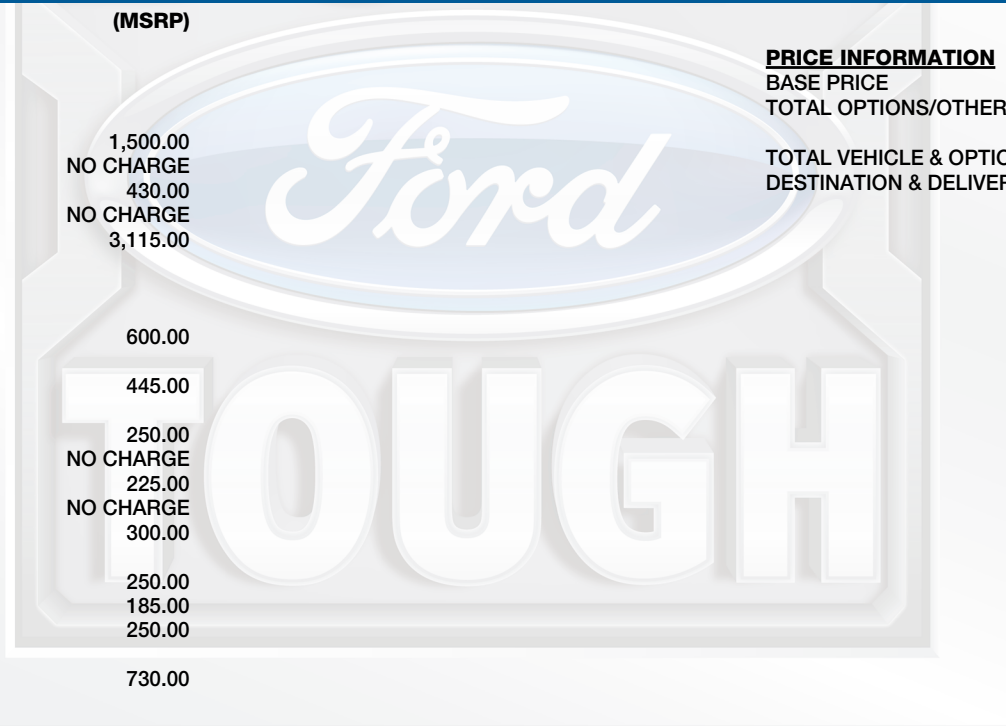 (MSRP)
1,500.00
NO CHARGE
430.00
NO CHARGE
3,115.00
600.00
445.00
250.00
NO CHARGE
225.00
NO CHARGE
300.00
250.00
185.00
250.00
730.00
PRICE INFORMATION
BASE PRICE
TOTAL OPTIONS/OTHER
TOTAL VEHICLE & OPTIO
DESTINATION & DELIVER
Ford
TOUGH